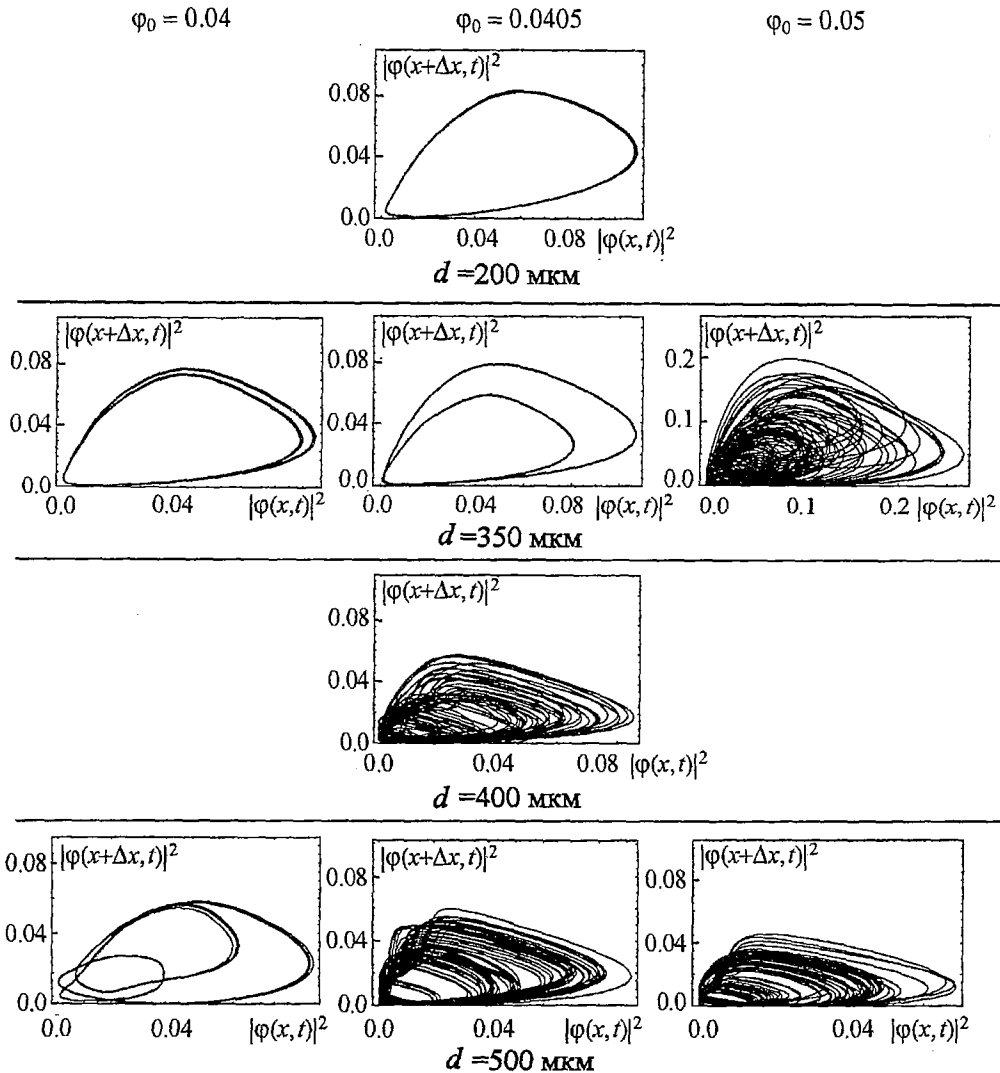 φ₀ = 0.04 φ₀ = 0.0405 φ₀ = 0.05
|φ(x+Δx, t)|²
0.08
0.04
0.0
0.0 0.04 0.08 |φ(x,t)|²
d =200 мкм
|φ(x+Δx, t)|² |φ(x+Δx, t)|² |φ(x+Δx, t)|²
0.08 0.08 0.2
0.04 0.04 0.1
0.0 0.0 0.0
0.0 0.04 |φ(x,t)|² 0.0 0.04 0.08 |φ(x,t)|² 0.0 0.1 0.2 |φ(x,t)|²
d =350 мкм
|φ(x+Δx, t)|²
0.08
0.04
0.0
0.0 0.04 0.08 |φ(x,t)|²
d =400 мкм
|φ(x+Δx, t)|² |φ(x+Δx, t)|² |φ(x+Δx, t)|²
0.08 0.08 0.08
0.04 0.04 0.04
0.0 0.0 0.0
0.0 0.04 |φ(x,t)|² 0.0 0.04 |φ(x,t)|² 0.0 0.04 |φ(x,t)|²
d =500 мкм